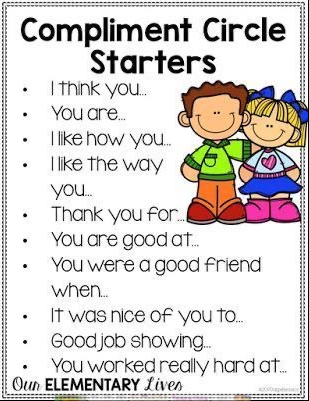 Compliment Circle
Starters
• I think you...
• You are...
• I like how you...
• I like the way
you...
• Thank you for...
• You are good at...
• You were a good friend
when...
• It was nice of you to...
• Good job showing...
• You worked really hard at...
Our ELEMENTARY Lives